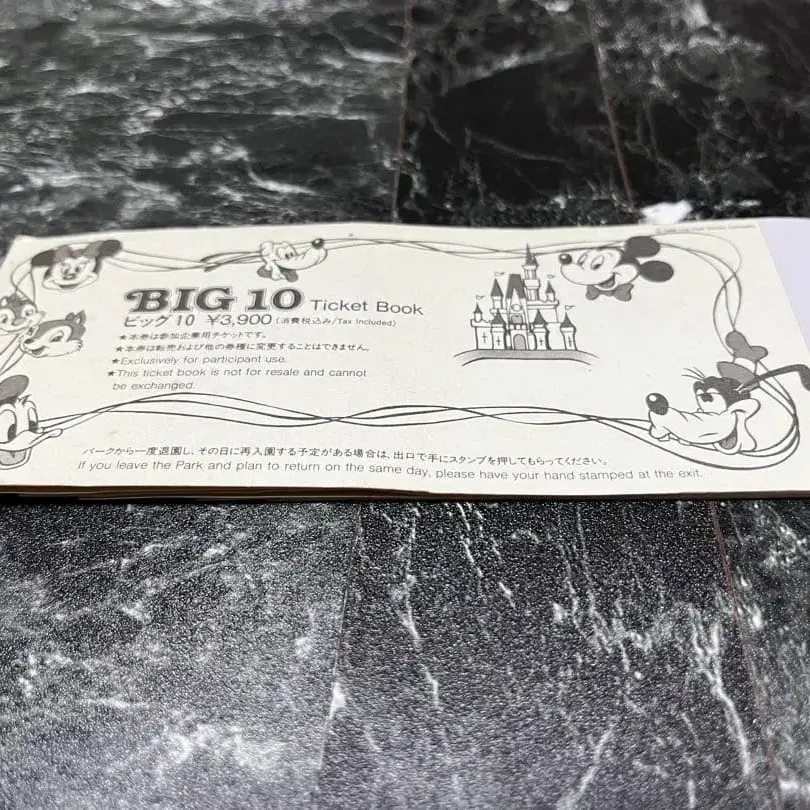 BIG 10 Ticket Book
ビッグ 10 ¥3,900 (消費税込み/Tax Included)
★本券は参加企業用チケットです。
★本券は転売および他の券種に変更することはできません。
★Exclusively for participant use.
★This ticket book is not for resale and cannot
be exchanged.
パークから一度退園し、その日に再入園する予定がある場合は、出口で手にスタンプを押してもらってください。
If you leave the Park and plan to return on the same day, please have your hand stamped at the exit.